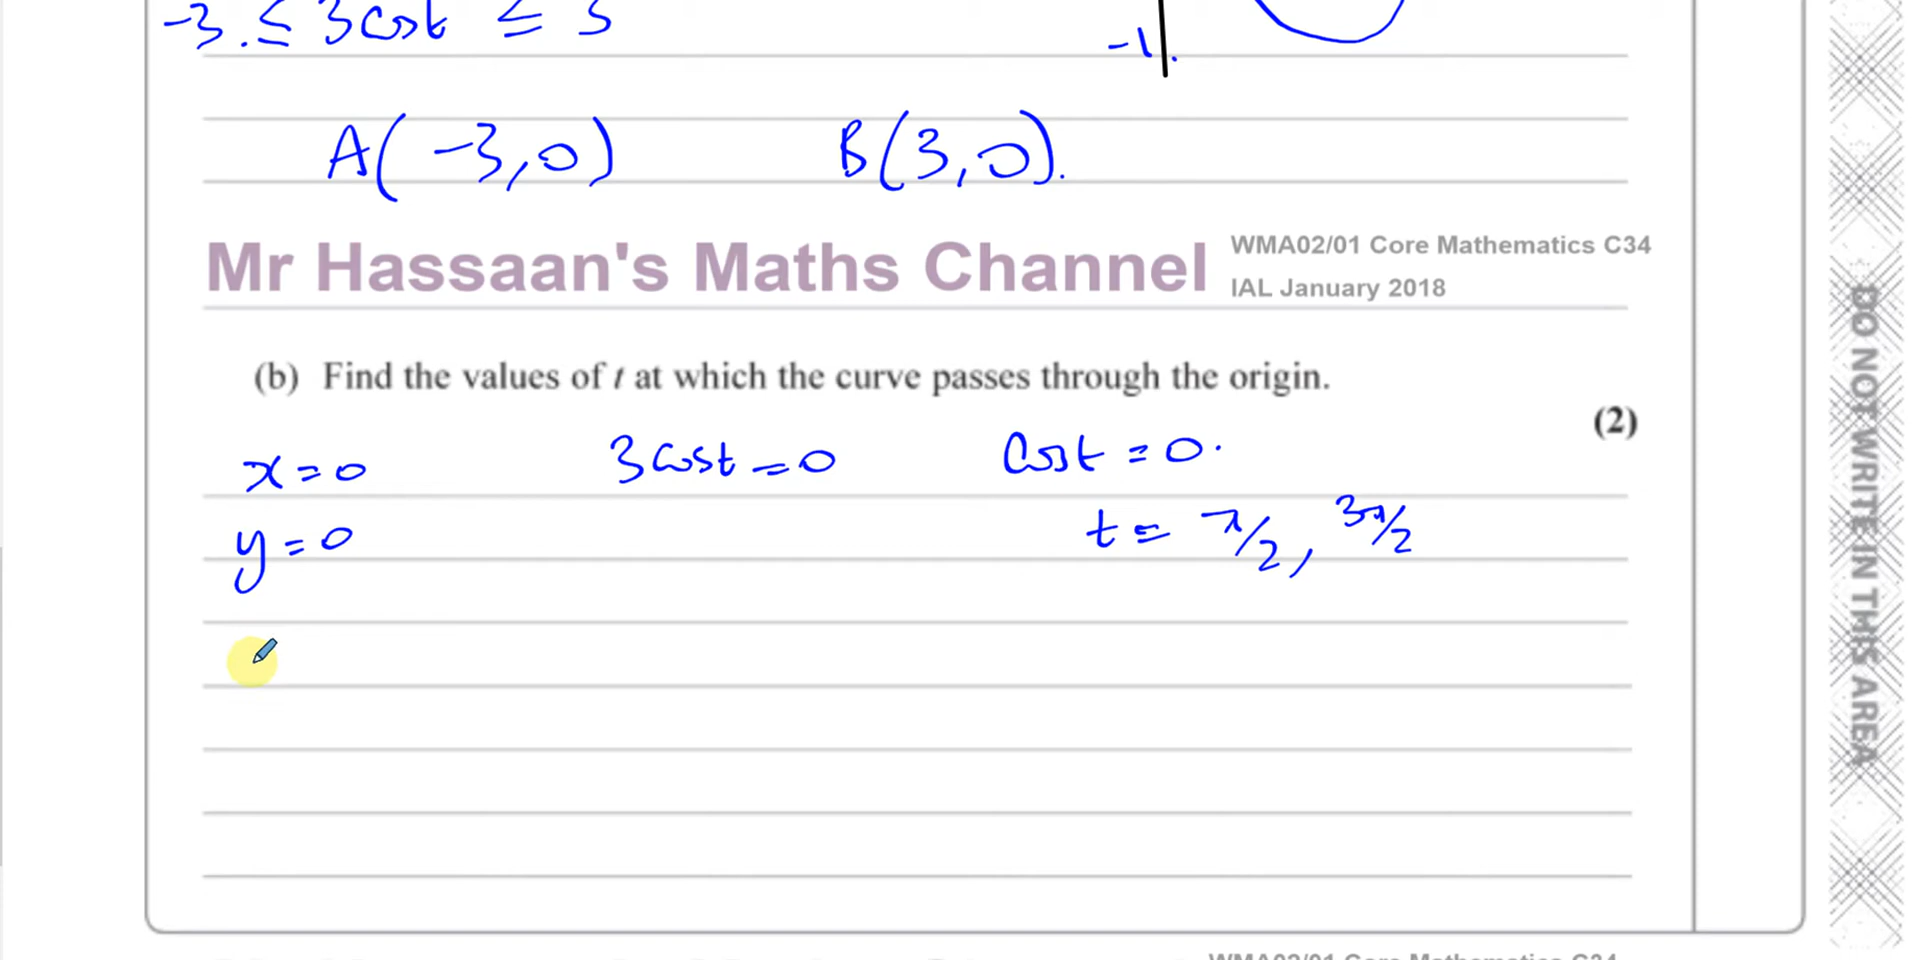 -3. ≤ 3cost ≤ 3
-1
A(-3,0) B(3,0).
Mr Hassaan's Maths Channel
WMA02/01 Core Mathematics C34
IAL January 2018
(b) Find the values of t at which the curve passes through the origin.
(2)
x=0 3cost=0 Cost=0.
y=0 t= π/2, 3π/2
DO NOT WRITE IN THIS AREA